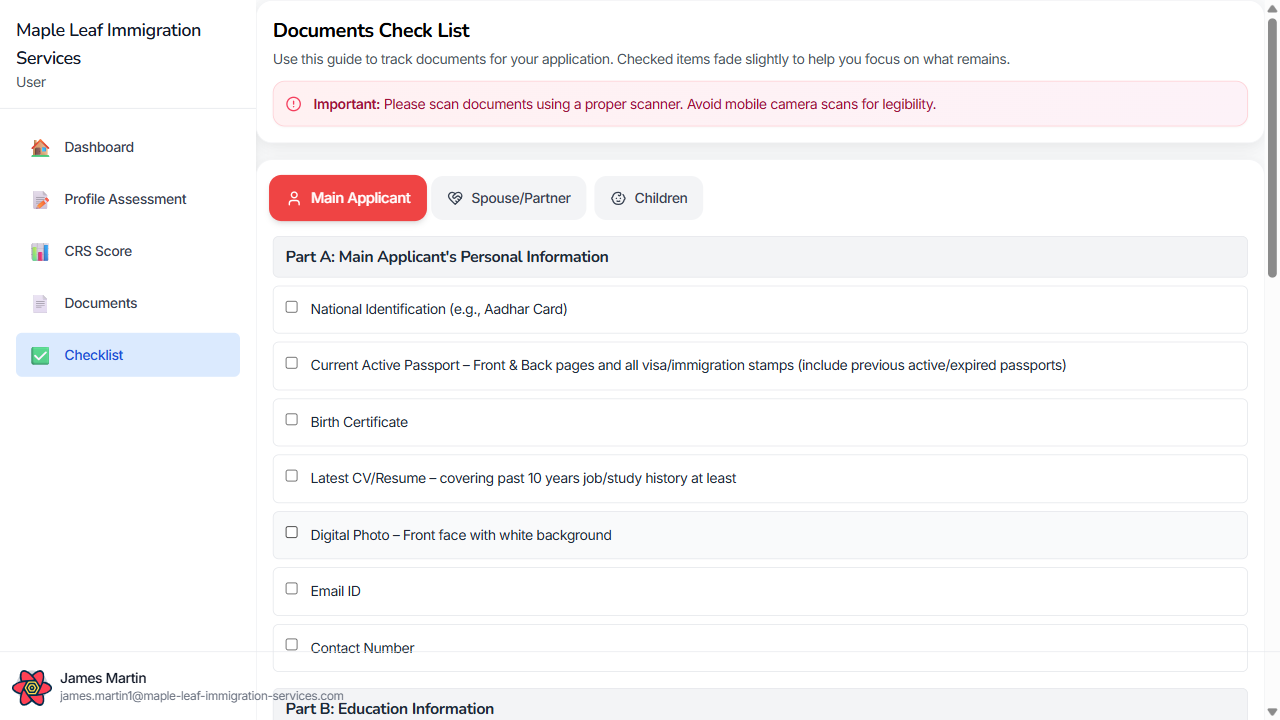 Maple Leaf Immigration
Services
User
Dashboard
Profile Assessment
CRS Score
Documents
Checklist
James Martin
james.martin1@maple-leaf-immigration-services.com
Documents Check List
Use this guide to track documents for your application. Checked items fade slightly to help you focus on what remains.
Important: Please scan documents using a proper scanner. Avoid mobile camera scans for legibility.
Main Applicant
Spouse/Partner
Children
Part A: Main Applicant's Personal Information
National Identification (e.g., Aadhar Card)
Current Active Passport – Front & Back pages and all visa/immigration stamps (include previous active/expired passports)
Birth Certificate
Latest CV/Resume – covering past 10 years job/study history at least
Digital Photo – Front face with white background
Email ID
Contact Number
Part B: Education Information